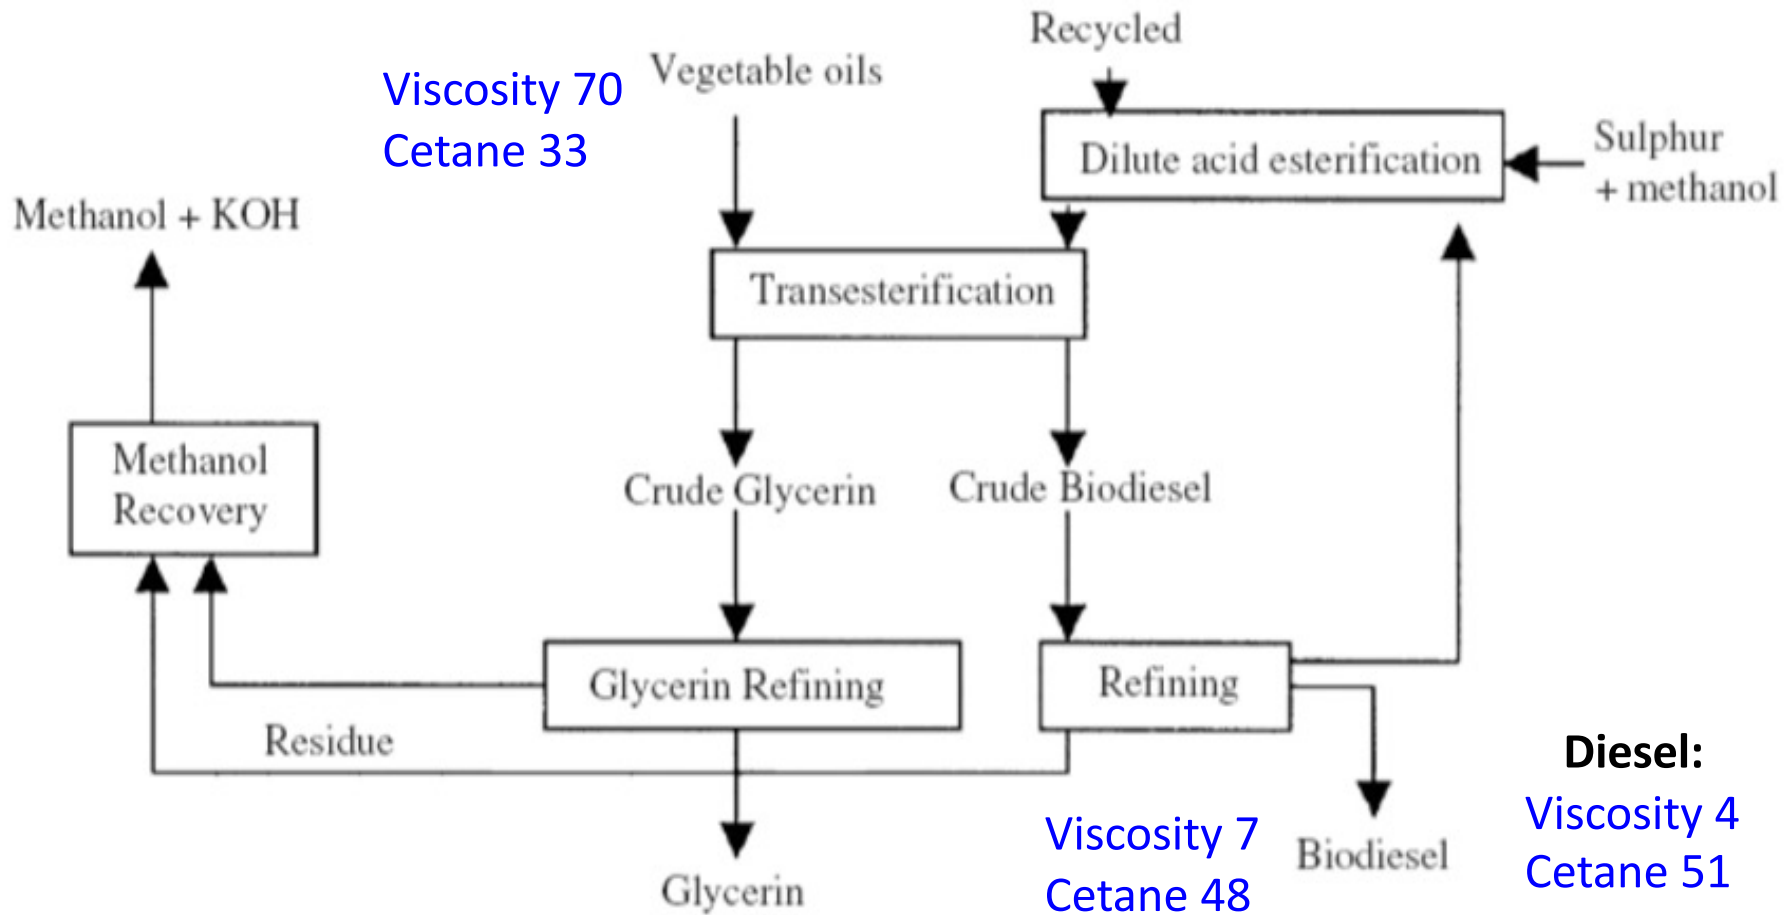 Recycled
Viscosity 70
Cetane 33
Vegetable oils
Dilute acid esterification
Sulphur
+ methanol
Methanol + KOH
Transesterification
Methanol
Recovery
Crude Glycerin
Crude Biodiesel
Glycerin Refining
Refining
Residue
Diesel:
Viscosity 4
Cetane 51
Viscosity 7
Cetane 48
Biodiesel
Glycerin